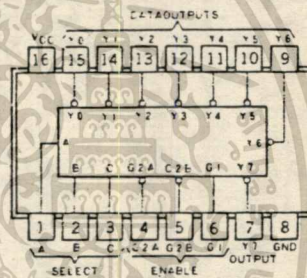 DATA OUTPUTS
VCC Y0 Y1 Y2 Y3 Y4 Y5 Y6
16 15 14 13 12 11 10 9
Y0 Y1 Y2 Y3 Y4 Y5
A Y6
B C G2A G2B G1 Y7
1 2 3 4 5 6 7 8
A B C G2A G2B G1 Y7 GND
OUTPUT
SELECT ENABLE